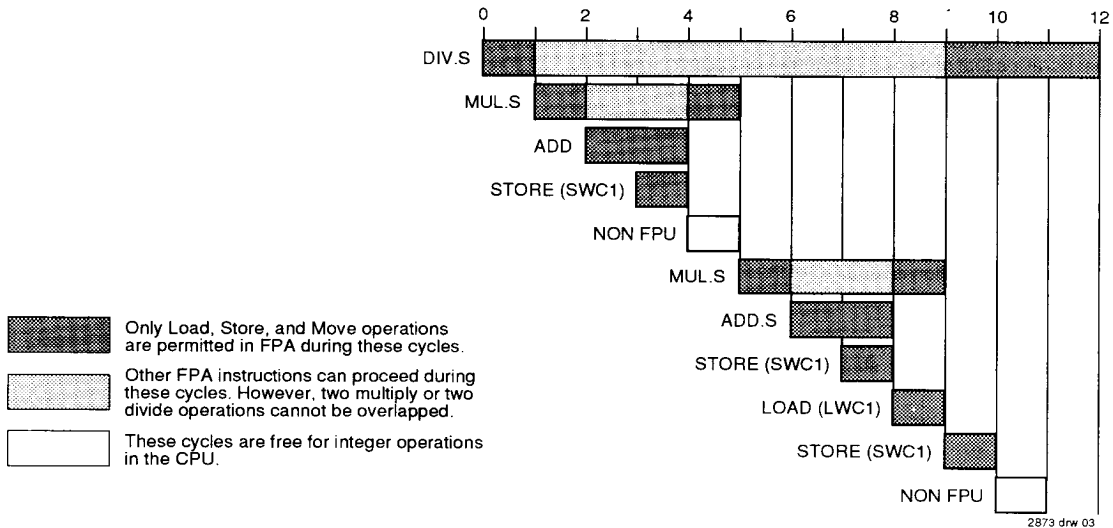 0 2 4 6 8 10 12
DIV.S
MUL.S
ADD
STORE (SWC1)
NON FPU
MUL.S
ADD.S
STORE (SWC1)
LOAD (LWC1)
STORE (SWC1)
NON FPU
Only Load, Store, and Move operations
are permitted in FPA during these cycles.
Other FPA instructions can proceed during
these cycles. However, two multiply or two
divide operations cannot be overlapped.
These cycles are free for integer operations
in the CPU.
2873 drw 03